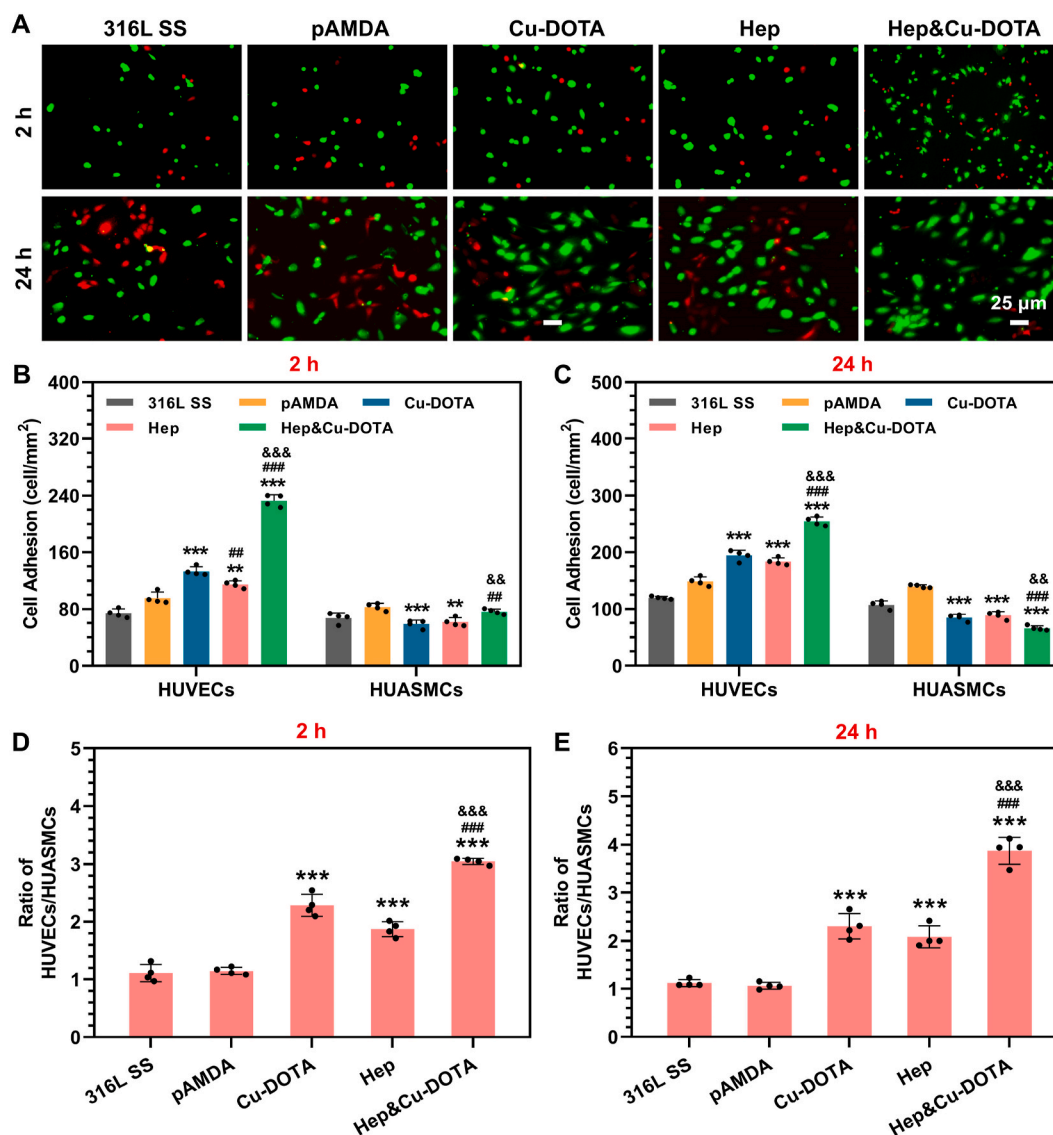 A
316L SS pAMDA Cu-DOTA Hep Hep&Cu-DOTA
2 h
24 h
25 μm
B
2 h
Cell Adhesion (cell/mm²)
400
320
240
160
80
0
316L SS pAMDA Cu-DOTA
Hep Hep&Cu-DOTA
***
##
**
&&&
###
***
***
**
&&
##
HUVECs HUASMCs
C
24 h
Cell Adhesion (cell/mm²)
500
400
300
200
100
0
316L SS pAMDA Cu-DOTA
Hep Hep&Cu-DOTA
***
***
&&&
###
***
***
***
&&
###
***
HUVECs HUASMCs
D
2 h
Ratio of
HUVECs/HUASMCs
5
4
3
2
1
0
***
***
&&&
###
***
316L SS
pAMDA
Cu-DOTA
Hep
Hep&Cu-DOTA
E
24 h
Ratio of
HUVECs/HUASMCs
6
5
4
3
2
1
0
***
***
&&&
###
***
316L SS
pAMDA
Cu-DOTA
Hep
Hep&Cu-DOTA